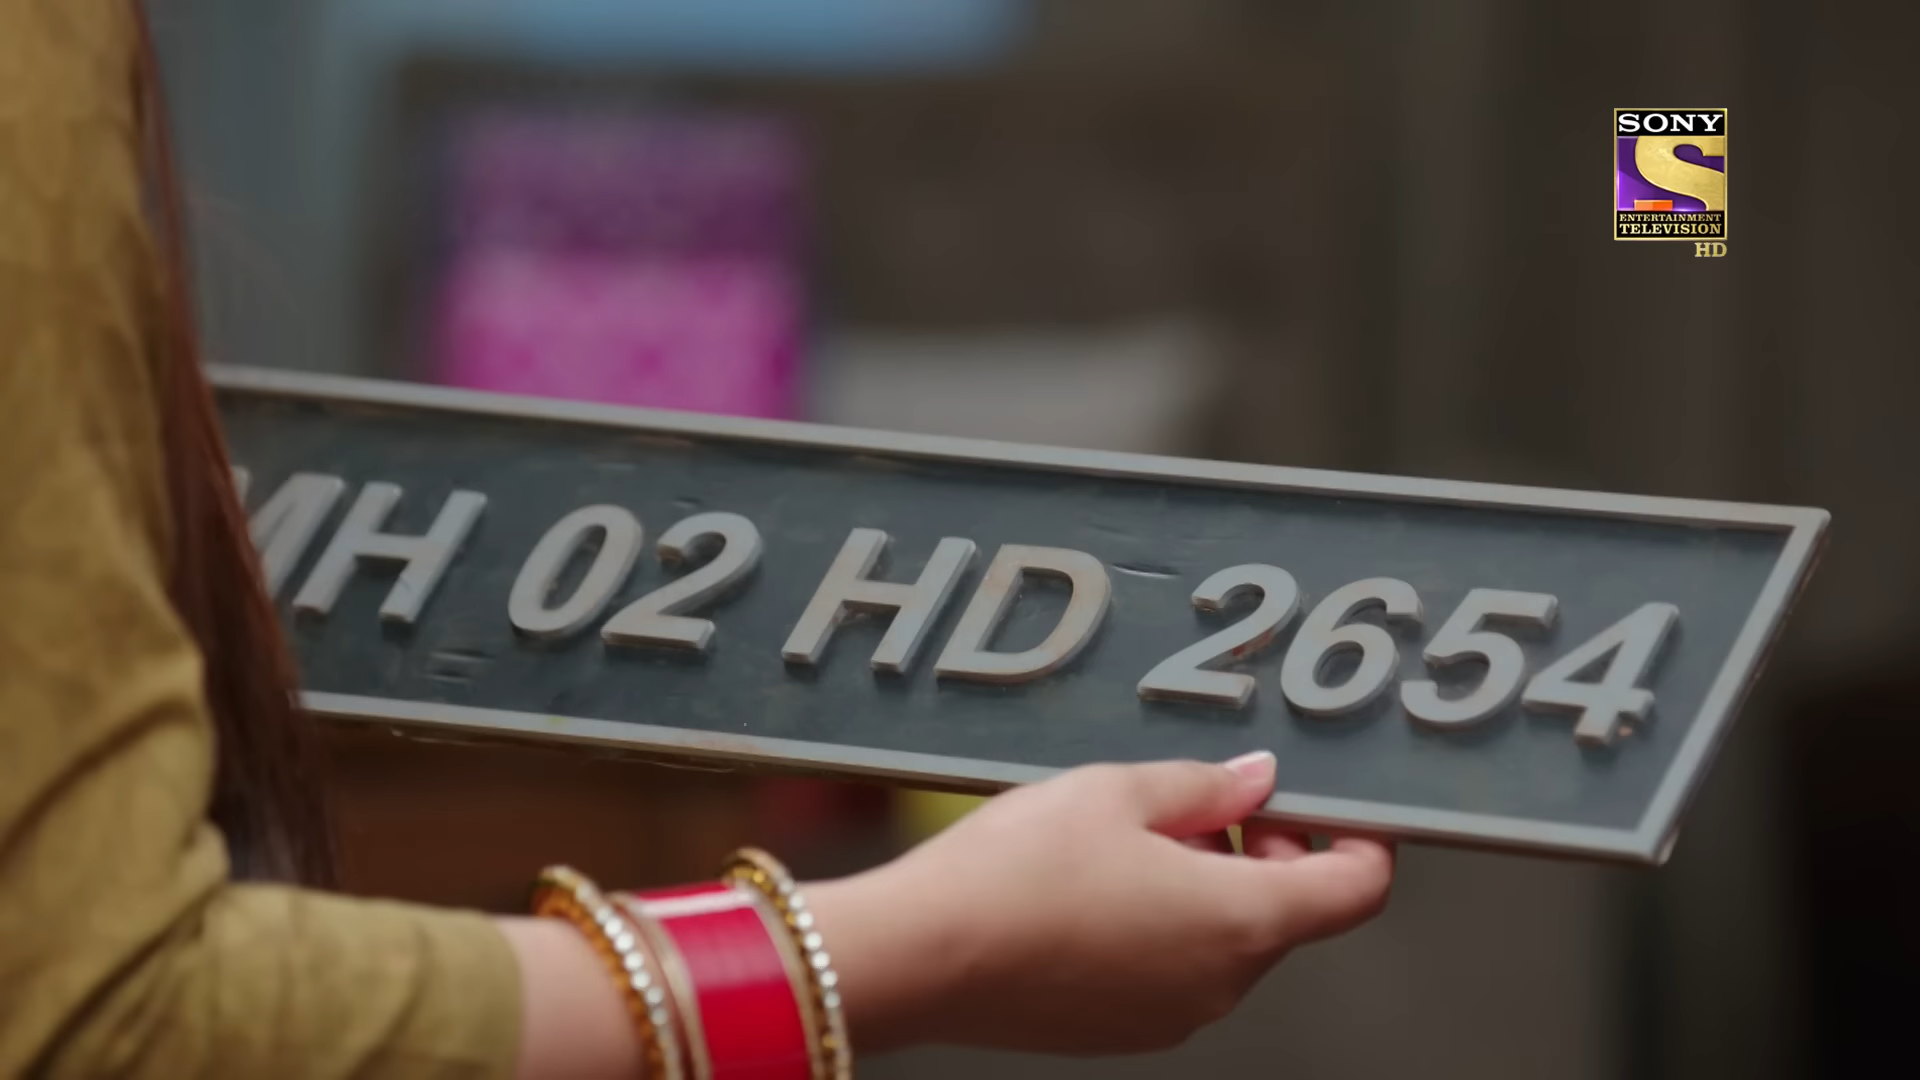 SONY
ENTERTAINMENT
TELEVISION
HD
MH 02 HD 2654